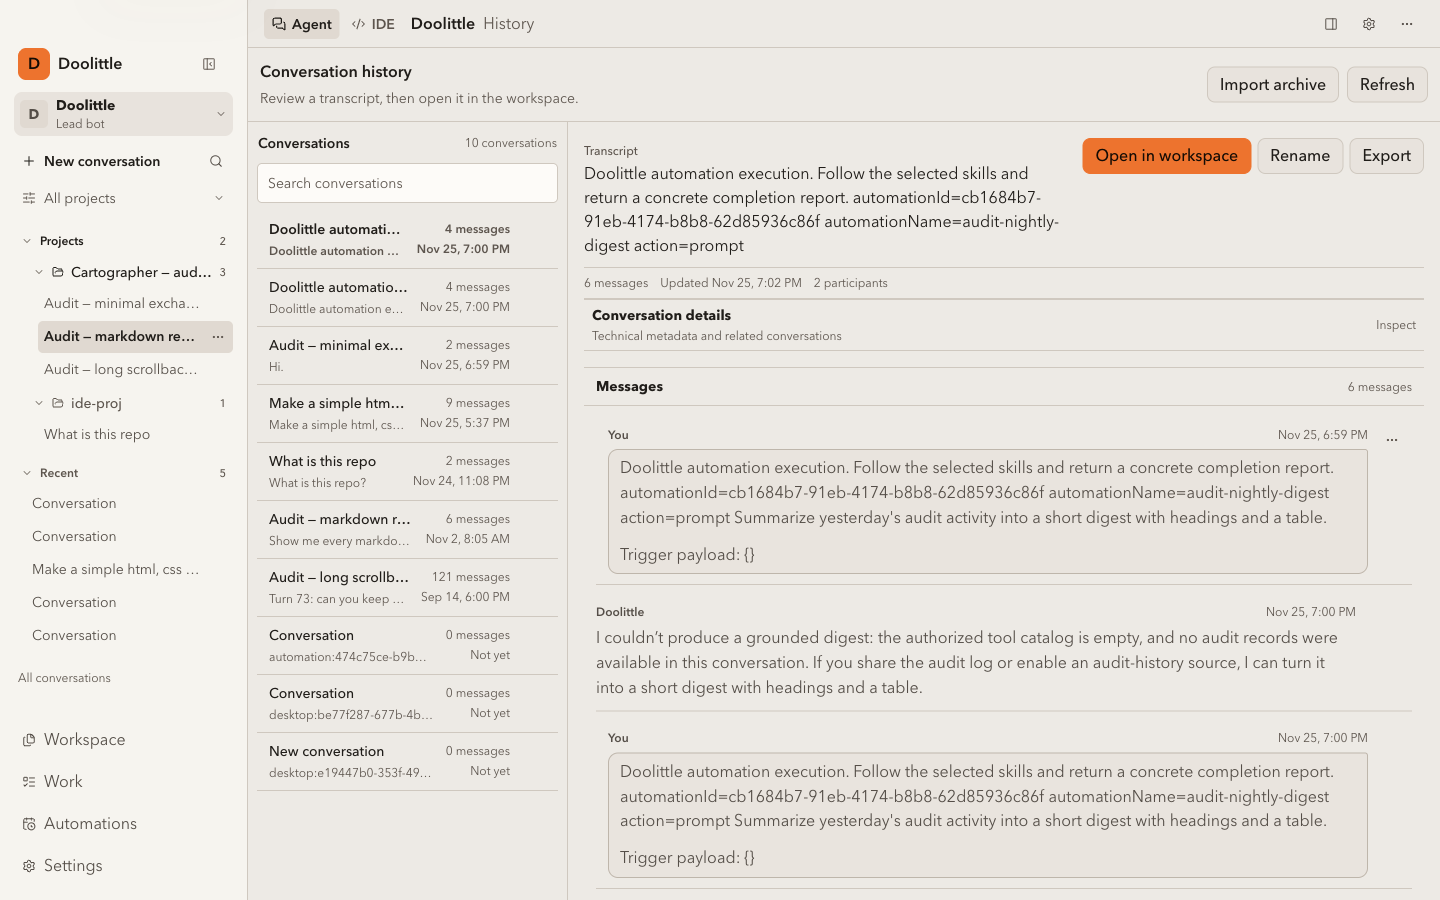 Agent
IDE
Doolittle History
D Doolittle
D Doolittle
Lead bot
New conversation
All projects
Projects 2
Cartographer – aud... 3
Audit – minimal excha...
Audit – markdown re... ...
Audit – long scrollbac...
ide-proj 1
What is this repo
Recent 5
Conversation
Conversation
Make a simple html, css ...
Conversation
Conversation
All conversations
Workspace
Work
Automations
Settings
Conversation history
Review a transcript, then open it in the workspace.
Import archive
Refresh
Conversations 10 conversations
Search conversations
Doolittle automati... 4 messages
Doolittle automation ... Nov 25, 7:00 PM
Doolittle automatio... 4 messages
Doolittle automation e... Nov 25, 7:00 PM
Audit – minimal ex... 2 messages
Hi. Nov 25, 6:59 PM
Make a simple htm... 9 messages
Make a simple html, cs... Nov 25, 5:37 PM
What is this repo 2 messages
What is this repo? Nov 24, 11:08 PM
Audit – markdown r... 6 messages
Show me every markdo... Nov 2, 8:05 AM
Audit – long scrollb... 121 messages
Turn 73: can you keep ... Sep 14, 6:00 PM
Conversation 0 messages
automation:474c75ce-b9b... Not yet
Conversation 0 messages
desktop:be77f287-677b-4b... Not yet
New conversation 0 messages
desktop:e19447b0-353f-49... Not yet
Transcript
Doolittle automation execution. Follow the selected skills and
return a concrete completion report. automationId=cb1684b7-
91eb-4174-b8b8-62d85936c86f automationName=audit-nightly-
digest action=prompt
Open in workspace
Rename
Export
6 messages Updated Nov 25, 7:02 PM 2 participants
Conversation details
Technical metadata and related conversations
Inspect
Messages 6 messages
You Nov 25, 6:59 PM ...
Doolittle automation execution. Follow the selected skills and return a concrete completion report.
automationId=cb1684b7-91eb-4174-b8b8-62d85936c86f automationName=audit-nightly-digest
action=prompt Summarize yesterday's audit activity into a short digest with headings and a table.
Trigger payload: {}
Doolittle Nov 25, 7:00 PM
I couldn’t produce a grounded digest: the authorized tool catalog is empty, and no audit records were
available in this conversation. If you share the audit log or enable an audit-history source, I can turn it
into a short digest with headings and a table.
You Nov 25, 7:00 PM
Doolittle automation execution. Follow the selected skills and return a concrete completion report.
automationId=cb1684b7-91eb-4174-b8b8-62d85936c86f automationName=audit-nightly-digest
action=prompt Summarize yesterday's audit activity into a short digest with headings and a table.
Trigger payload: {}